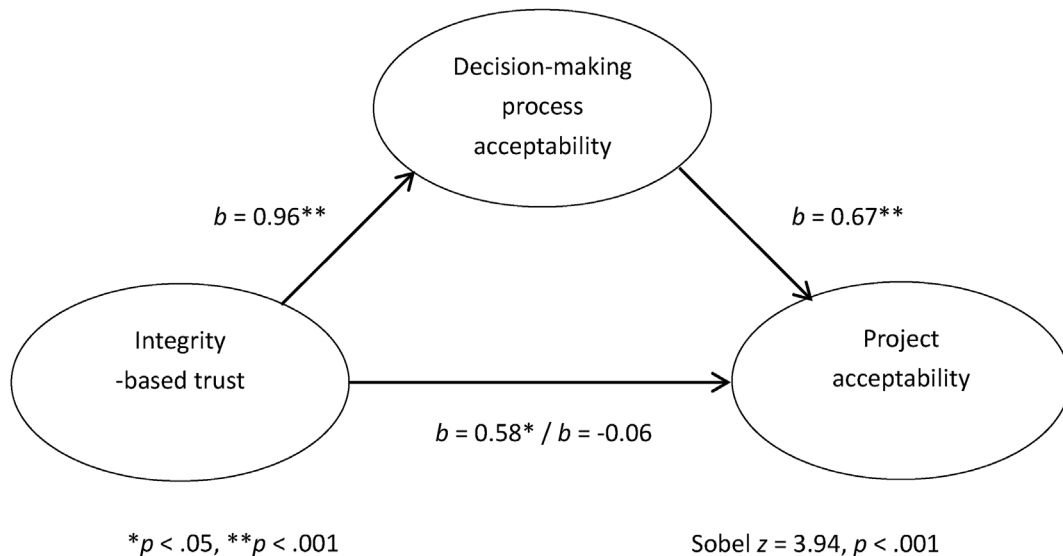 Decision-making
process
acceptability
b = 0.96**
b = 0.67**
Integrity
-based trust
Project
acceptability
b = 0.58* / b = -0.06
*p < .05, **p < .001
Sobel z = 3.94, p < .001